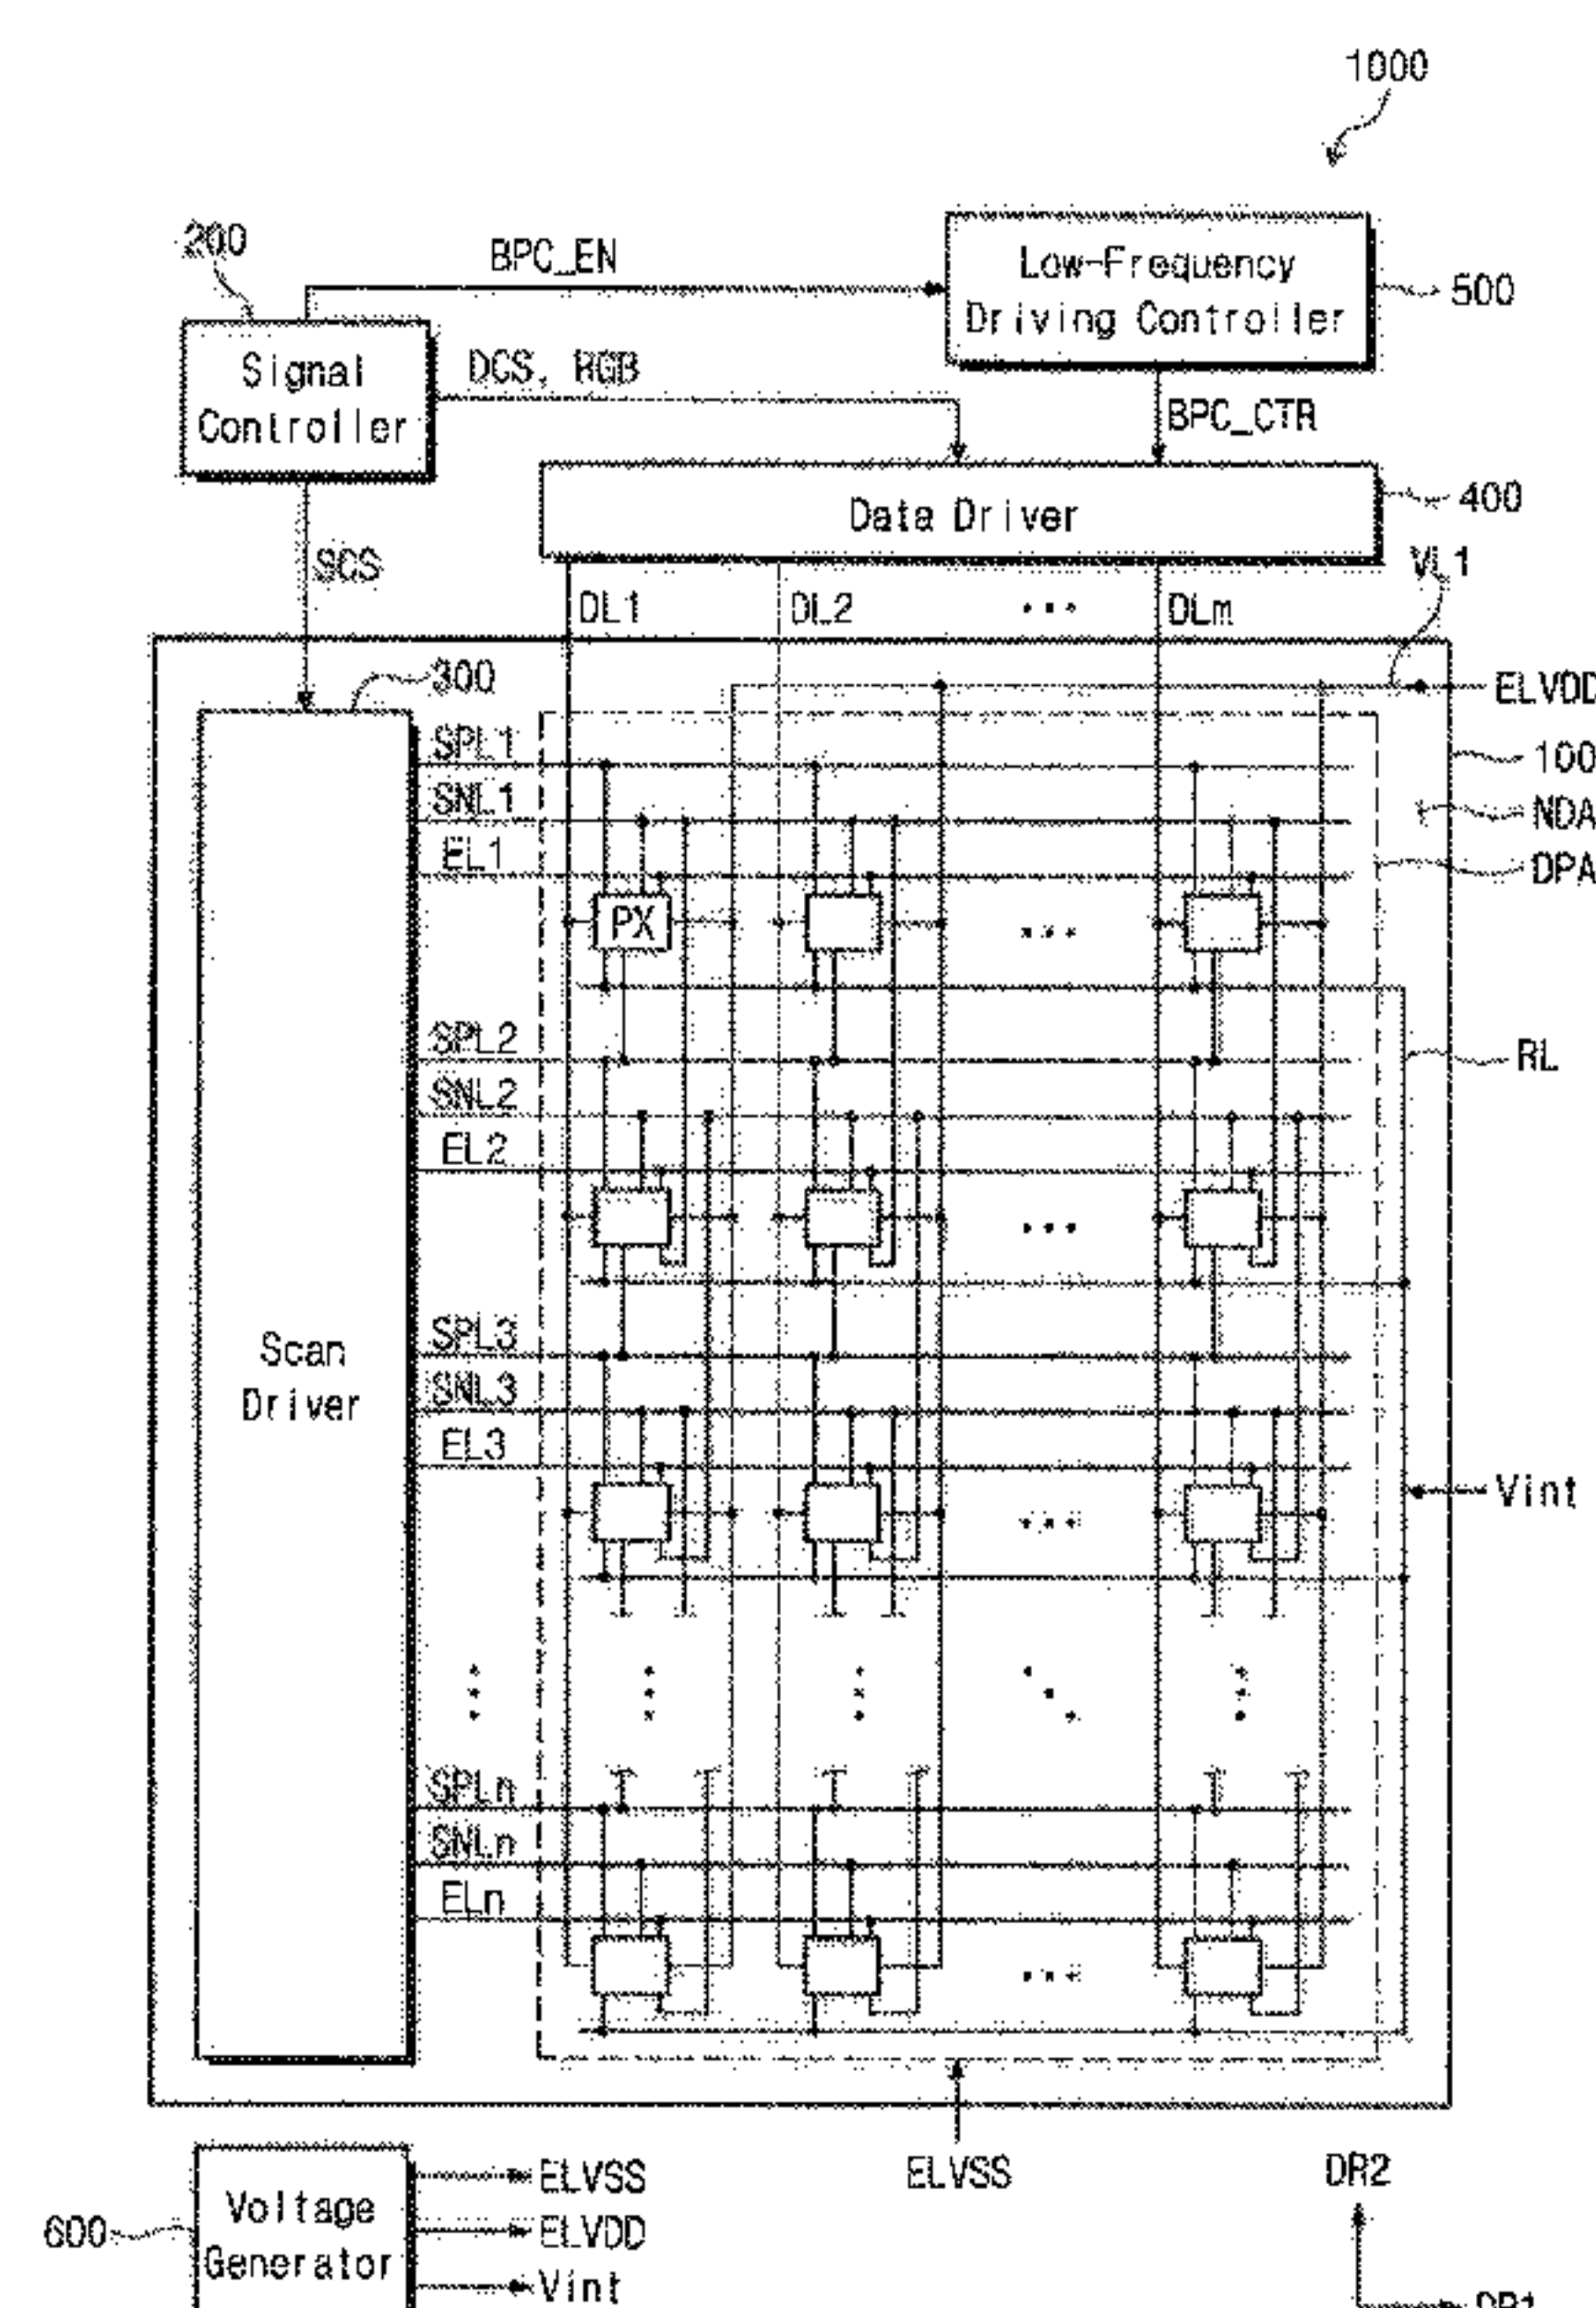 1000
200
BPC_EN
Low-Frequency
Driving Controller
500
Signal
Controller
DCS, RGB
BPC_CTR
Data Driver
400
SCS
VL1
DL1
DL2
DLm
300
ELVDD
SPL1
100
SNL1
NDA
EL1
DPA
PX
SPL2
RL
SNL2
EL2
Scan
Driver
SPL3
SNL3
EL3
Vint
SPLn
SNLn
ELn
ELVSS
DR2
600
Voltage
Generator
ELVSS
ELVDD
Vint
DR1